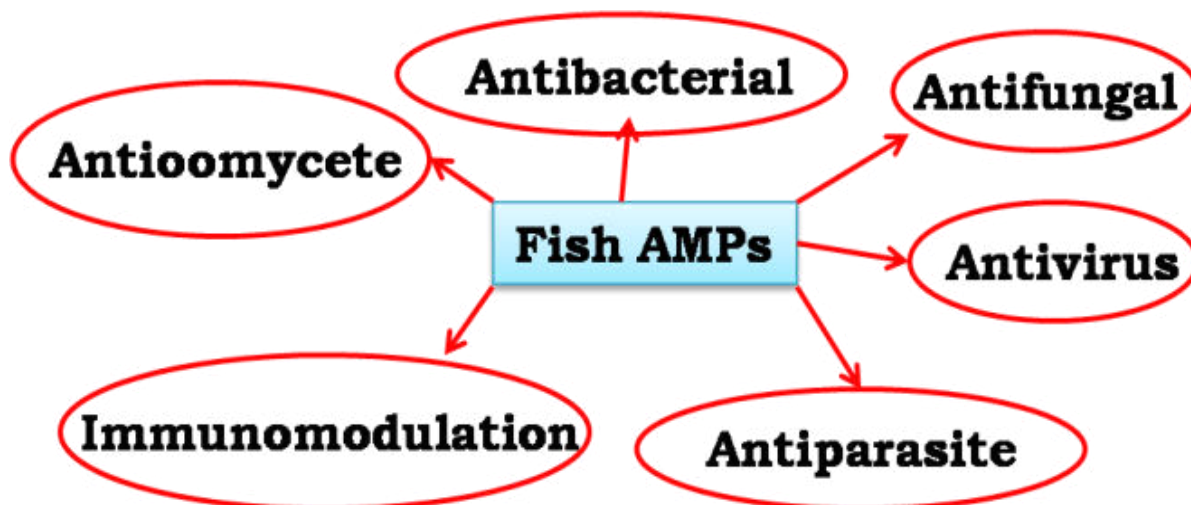 Antibacterial
Antifungal
Antioomycete
Fish AMPs
Antivirus
Immunomodulation
Antiparasite